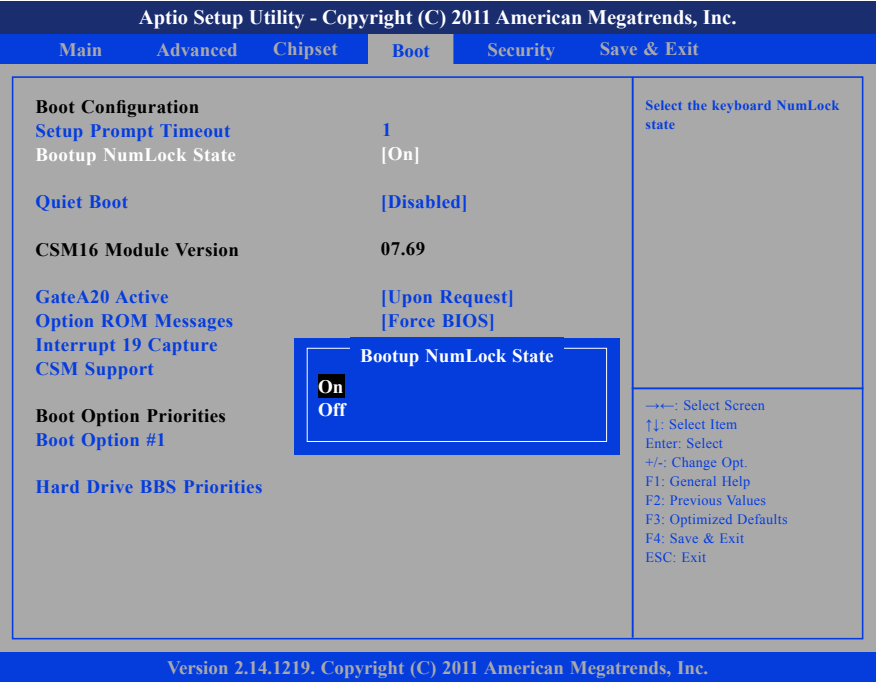 Aptio Setup Utility - Copyright (C) 2011 American Megatrends, Inc.
Main Advanced Chipset Boot Security Save & Exit
Boot Configuration
Setup Prompt Timeout 1
Bootup NumLock State [On]
Quiet Boot [Disabled]
CSM16 Module Version 07.69
GateA20 Active [Upon Request]
Option ROM Messages [Force BIOS]
Interrupt 19 Capture
CSM Support
Boot Option Priorities
Boot Option #1
Hard Drive BBS Priorities
Bootup NumLock State
On
Off
Select the keyboard NumLock
state
→←: Select Screen
↑↓: Select Item
Enter: Select
+/-: Change Opt.
F1: General Help
F2: Previous Values
F3: Optimized Defaults
F4: Save & Exit
ESC: Exit
Version 2.14.1219. Copyright (C) 2011 American Megatrends, Inc.